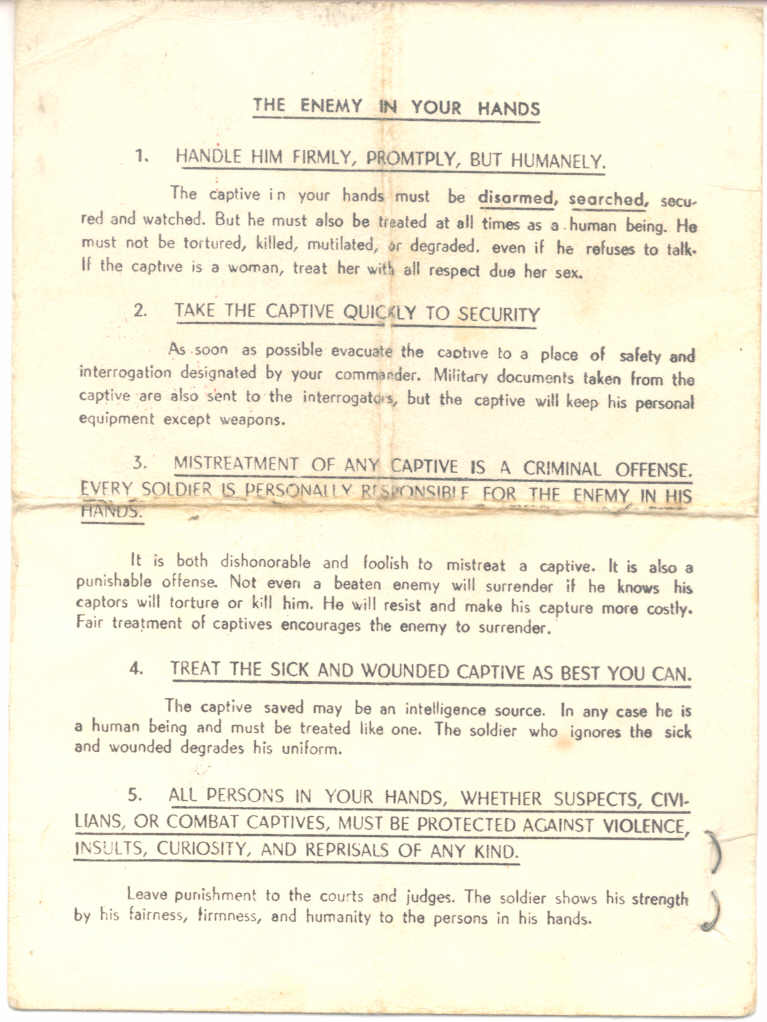 THE ENEMY IN YOUR HANDS
1. HANDLE HIM FIRMLY, PROMTPLY, BUT HUMANELY.
The captive in your hands must be disarmed, searched, secu-
red and watched. But he must also be treated at all times as a human being. He
must not be tortured, killed, mutilated, or degraded. even if he refuses to talk.
If the captive is a woman, treat her with all respect due her sex.
2. TAKE THE CAPTIVE QUICKLY TO SECURITY
As soon as possible evacuate the captive to a place of safety and
interrogation designated by your commander. Military documents taken from the
captive are also sent to the interrogators, but the captive will keep his personal
equipment except weapons.
3. MISTREATMENT OF ANY CAPTIVE IS A CRIMINAL OFFENSE.
EVERY SOLDIER IS PERSONALLY RESPONSIBLE FOR THE ENEMY IN HIS
HANDS.
It is both dishonorable and foolish to mistreat a captive. It is also a
punishable offense. Not even a beaten enemy will surrender if he knows his
captors will torture or kill him. He will resist and make his capture more costly.
Fair treatment of captives encourages the enemy to surrender.
4. TREAT THE SICK AND WOUNDED CAPTIVE AS BEST YOU CAN.
The captive saved may be an intelligence source. In any case he is
a human being and must be treated like one. The soldier who ignores the sick
and wounded degrades his uniform.
5. ALL PERSONS IN YOUR HANDS, WHETHER SUSPECTS, CIVI-
LIANS, OR COMBAT CAPTIVES, MUST BE PROTECTED AGAINST VIOLENCE,
INSULTS, CURIOSITY, AND REPRISALS OF ANY KIND.
Leave punishment to the courts and judges. The soldier shows his strength
by his fairness, firmness, and humanity to the persons in his hands.